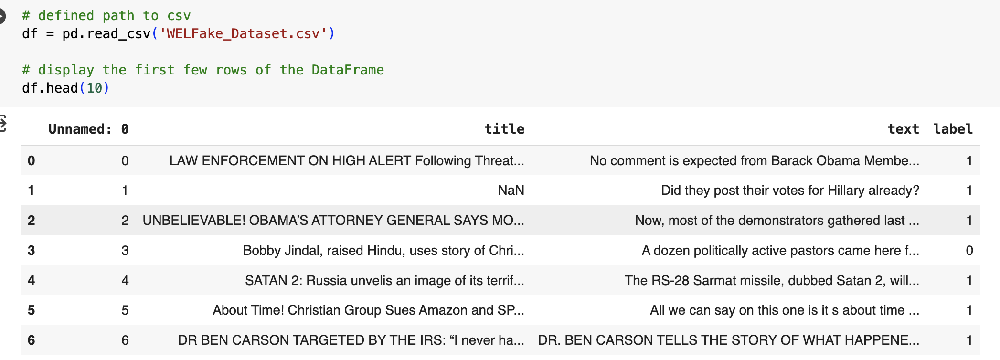 # defined path to csv
df = pd.read_csv('WELFake_Dataset.csv')
# display the first few rows of the DataFrame
df.head(10)
Unnamed: 0 title text label
0 0 LAW ENFORCEMENT ON HIGH ALERT Following Threat... No comment is expected from Barack Obama Membe... 1
1 1 NaN Did they post their votes for Hillary already? 1
2 2 UNBELIEVABLE! OBAMA’S ATTORNEY GENERAL SAYS MO... Now, most of the demonstrators gathered last ... 1
3 3 Bobby Jindal, raised Hindu, uses story of Chri... A dozen politically active pastors came here f... 0
4 4 SATAN 2: Russia unvelis an image of its terrif... The RS-28 Sarmat missile, dubbed Satan 2, will... 1
5 5 About Time! Christian Group Sues Amazon and SP... All we can say on this one is it s about time ... 1
6 6 DR BEN CARSON TARGETED BY THE IRS: “I never ha... DR. BEN CARSON TELLS THE STORY OF WHAT HAPPENE... 1